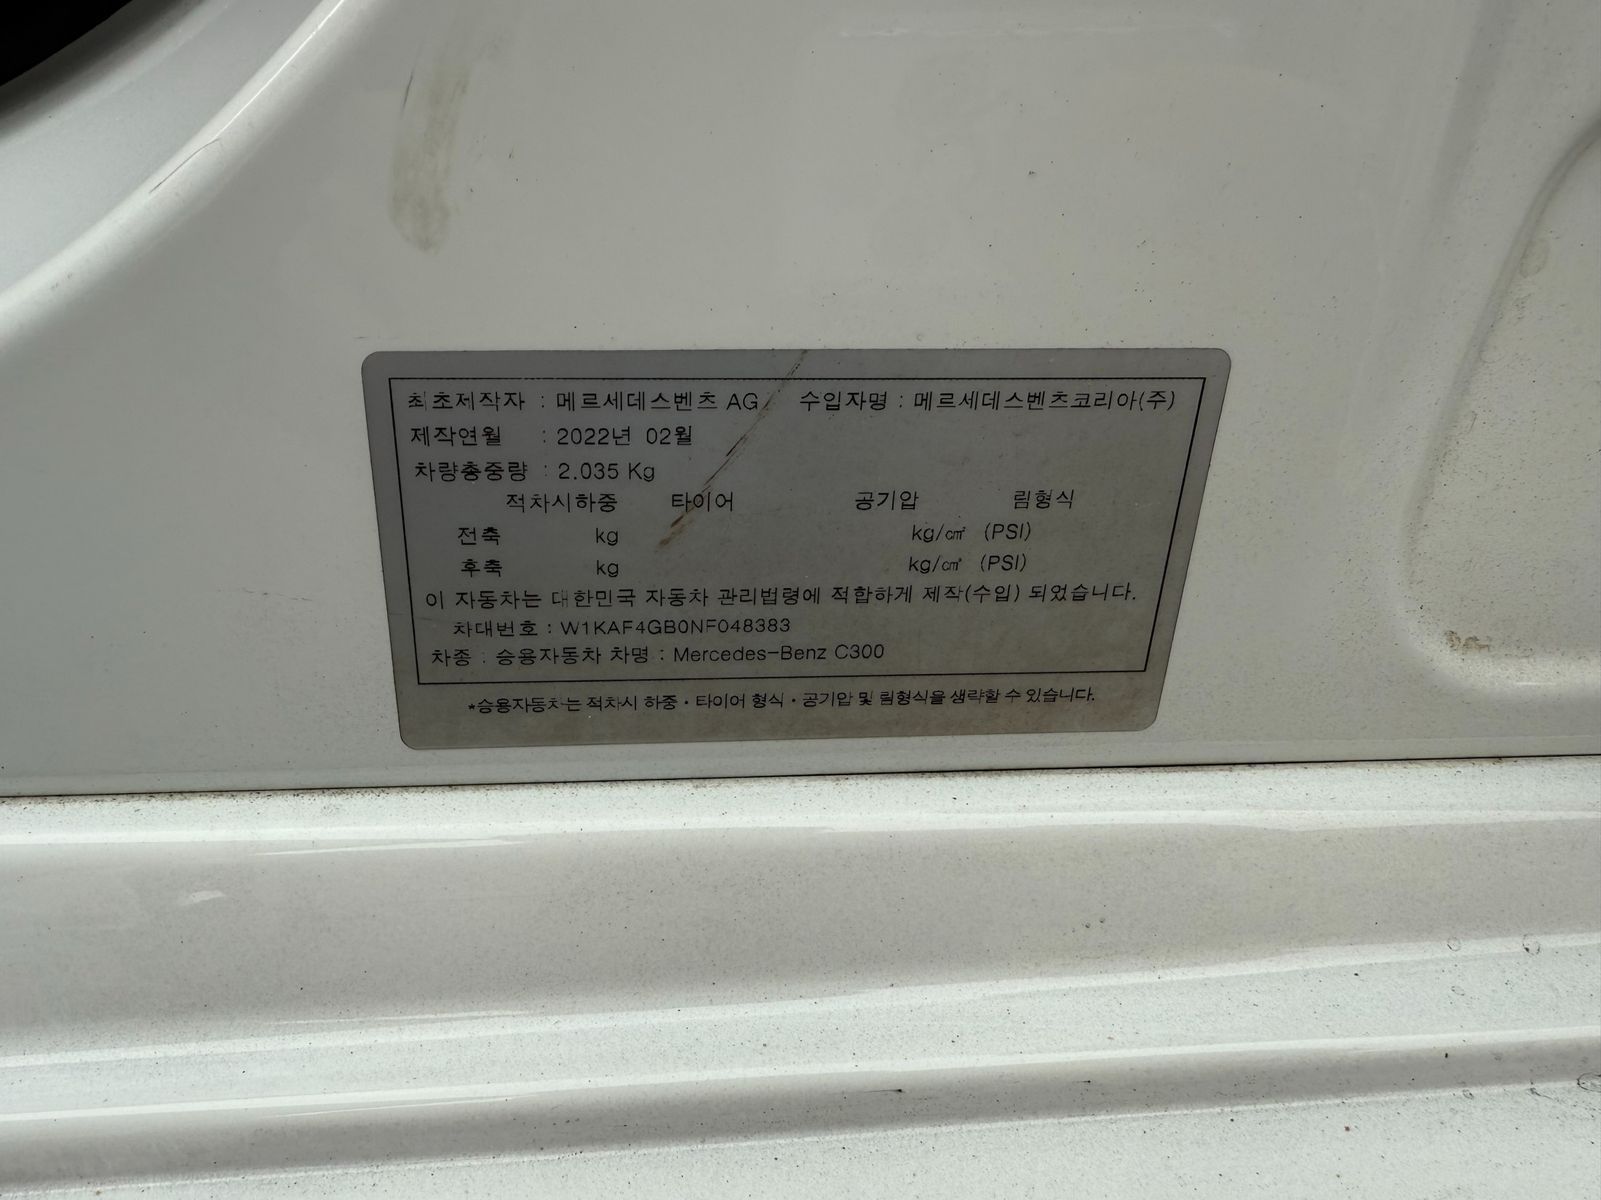 최초제작자 : 메르세데스벤츠 AG 수입자명 : 메르세데스벤츠코리아(주)
제작연월 : 2022년 02월
차량총중량 : 2.035 Kg
적차시하중 타이어 공기압 림형식
전축 kg kg/㎠ (PSI)
후축 kg kg/㎠ (PSI)
이 자동차는 대한민국 자동차 관리법령에 적합하게 제작(수입) 되었습니다.
차대번호 : W1KAF4GB0NF048383
차종 : 승용자동차 차명 : Mercedes-Benz C300
*승용자동차는 적차시 하중·타이어 형식·공기압 및 림형식을 생략할 수 있습니다.